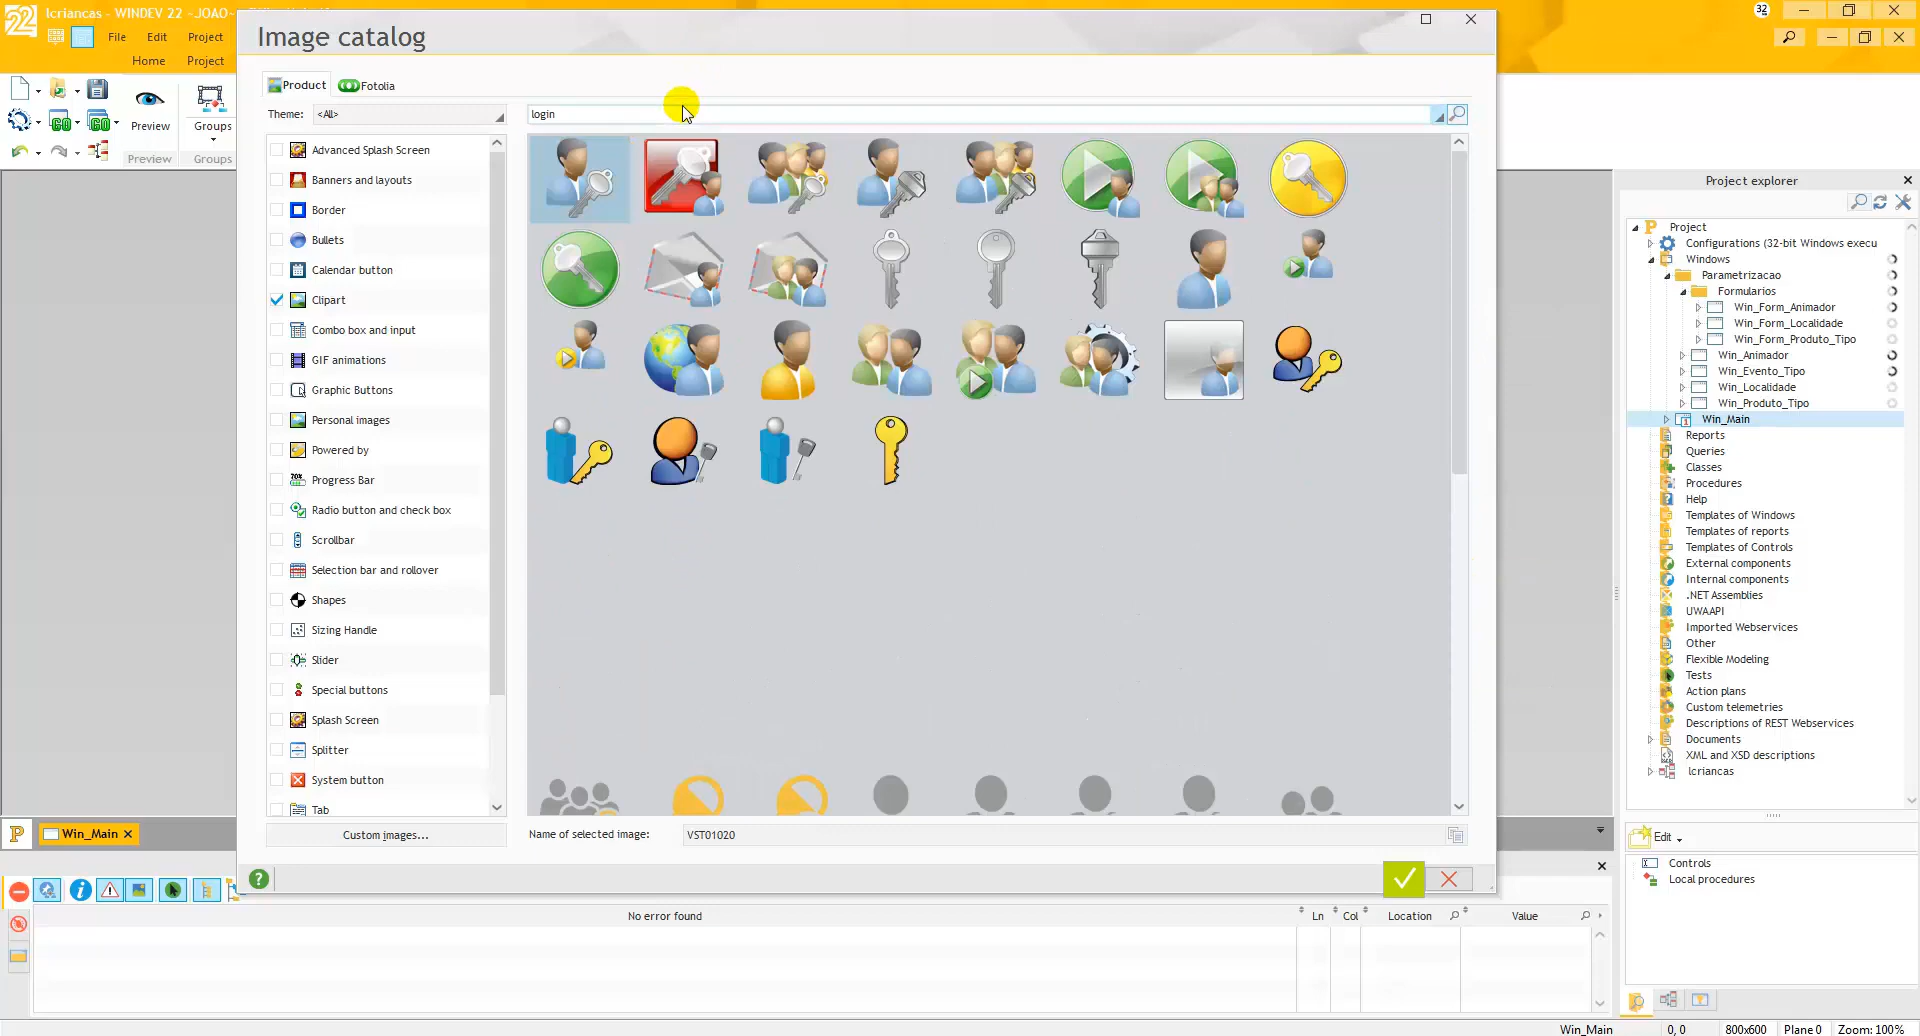 lcriancas - WINDEV 22 -JOAO-
32
File Edit Project
Home Project
Preview
Groups
Preview
Groups
Image catalog
Product
Fotolia
Theme:
<All>
login
Advanced Splash Screen
Banners and layouts
Border
Bullets
Calendar button
Clipart
Combo box and input
GIF animations
Graphic Buttons
Personal images
Powered by
Progress Bar
Radio button and check box
Scrollbar
Selection bar and rollover
Shapes
Sizing Handle
Slider
Special buttons
Splash Screen
Splitter
System button
Tab
Custom images...
Name of selected image:
VST01020
Win_Main
No error found
Ln
Col
Location
Value
Project explorer
Project
Configurations (32-bit Windows execu
Windows
Parametrizacao
Formularios
Win_Form_Animador
Win_Form_Localidade
Win_Form_Produto_Tipo
Win_Animador
Win_Evento_Tipo
Win_Localidade
Win_Produto_Tipo
Win_Main
Reports
Queries
Classes
Procedures
Help
Templates of Windows
Templates of reports
Templates of Controls
External components
Internal components
.NET Assemblies
UWAAPI
Imported Webservices
Other
Flexible Modeling
Tests
Action plans
Custom telemetries
Descriptions of REST Webservices
Documents
XML and XSD descriptions
lcriancas
Edit
Controls
Local procedures
Win_Main
0, 0
800x600
Plane 0
Zoom: 100%